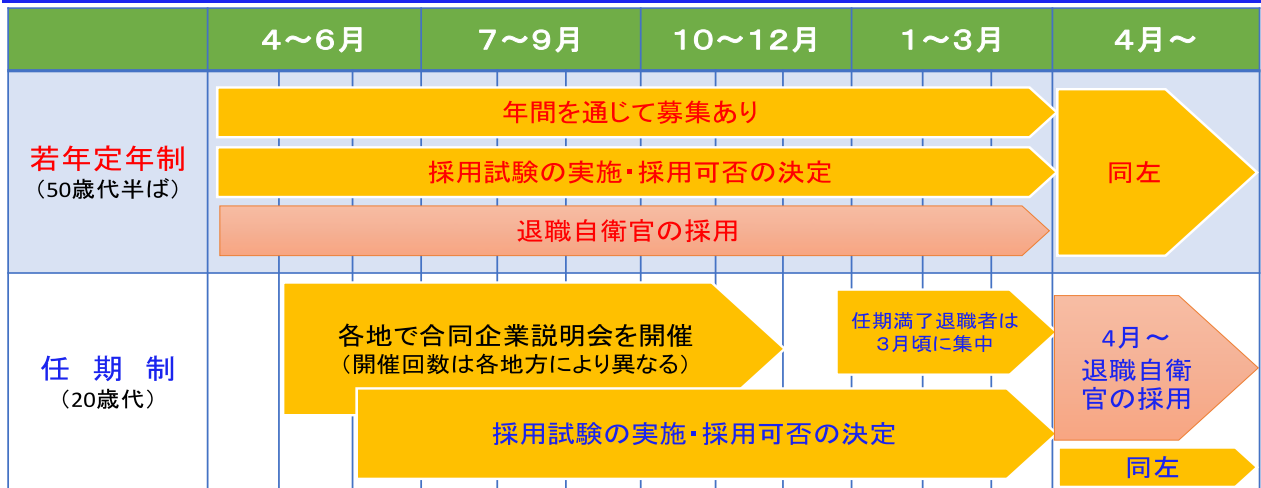 4~6月
7~9月
10~12月
1~3月
4月~
若年定年制
(50歳代半ば)
年間を通じて募集あり
採用試験の実施・採用可否の決定
退職自衛官の採用
同左
任期制
(20歳代)
各地で合同企業説明会を開催
(開催回数は各地方により異なる)
任期満了退職者は
3月頃に集中
採用試験の実施・採用可否の決定
4月~
退職自衛
官の採用
同左